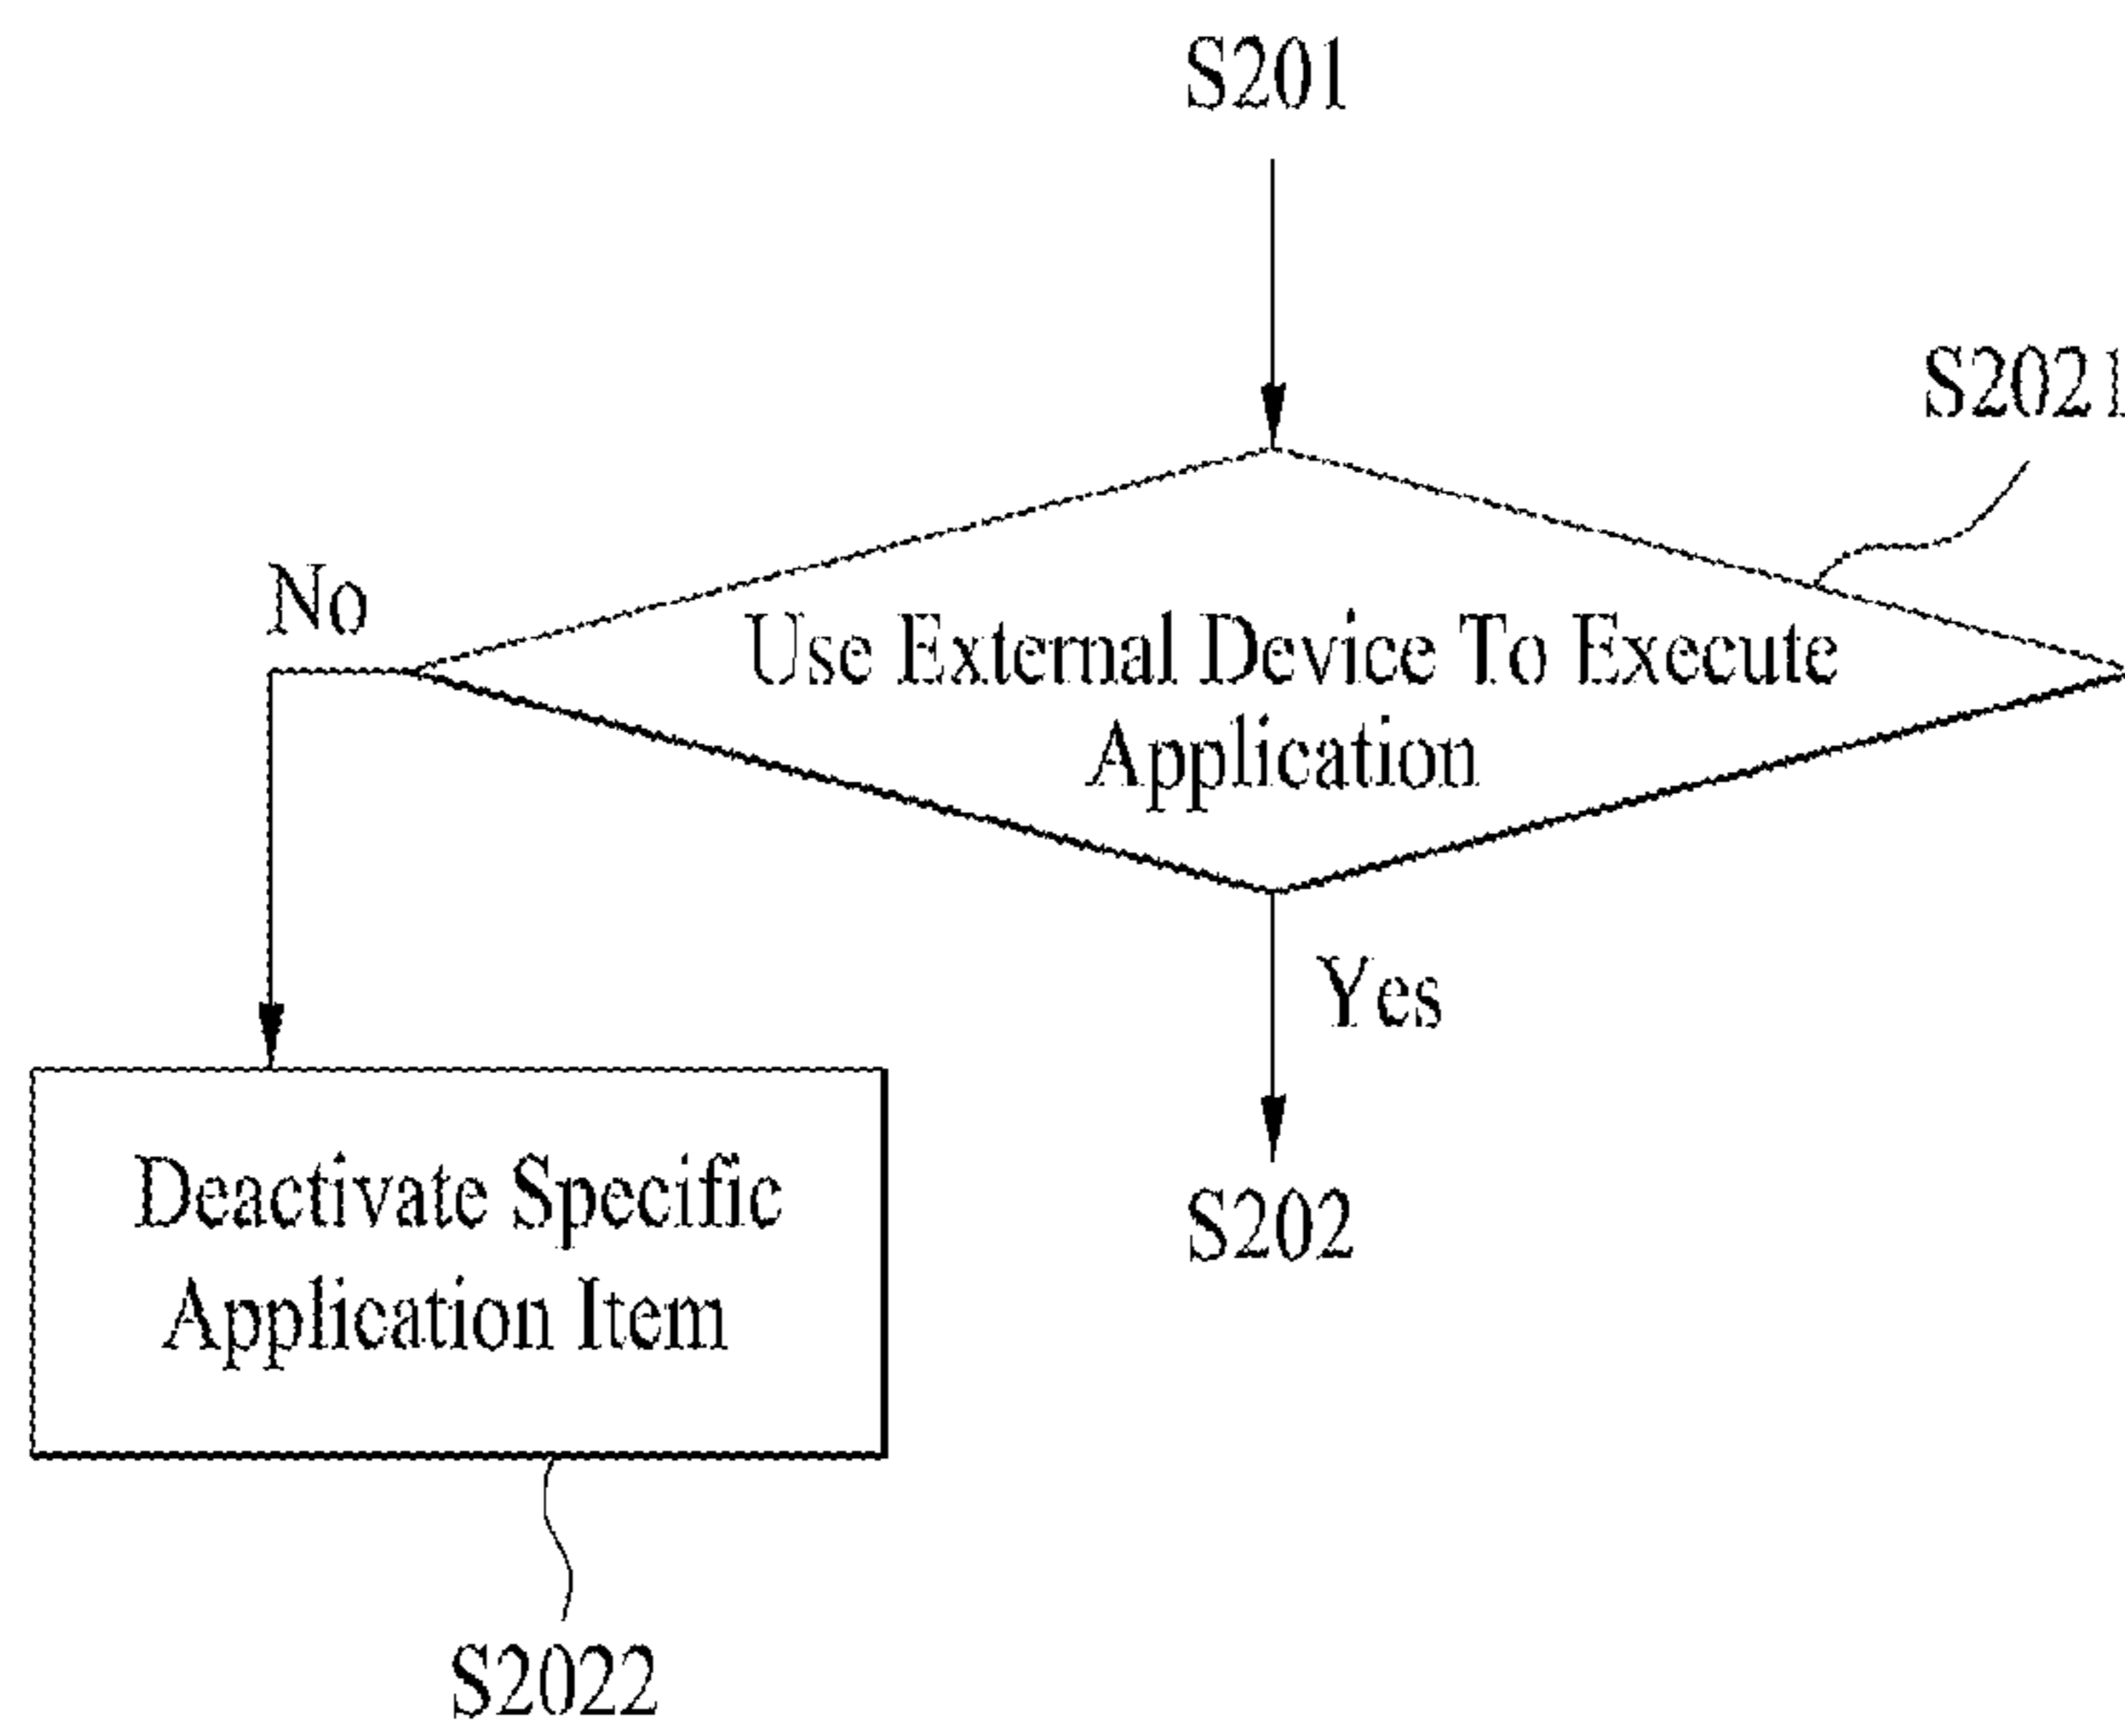 S201
S2021
No
Use External Device To Execute
Application
Yes
Deactivate Specific
Application Item
S202
S2022